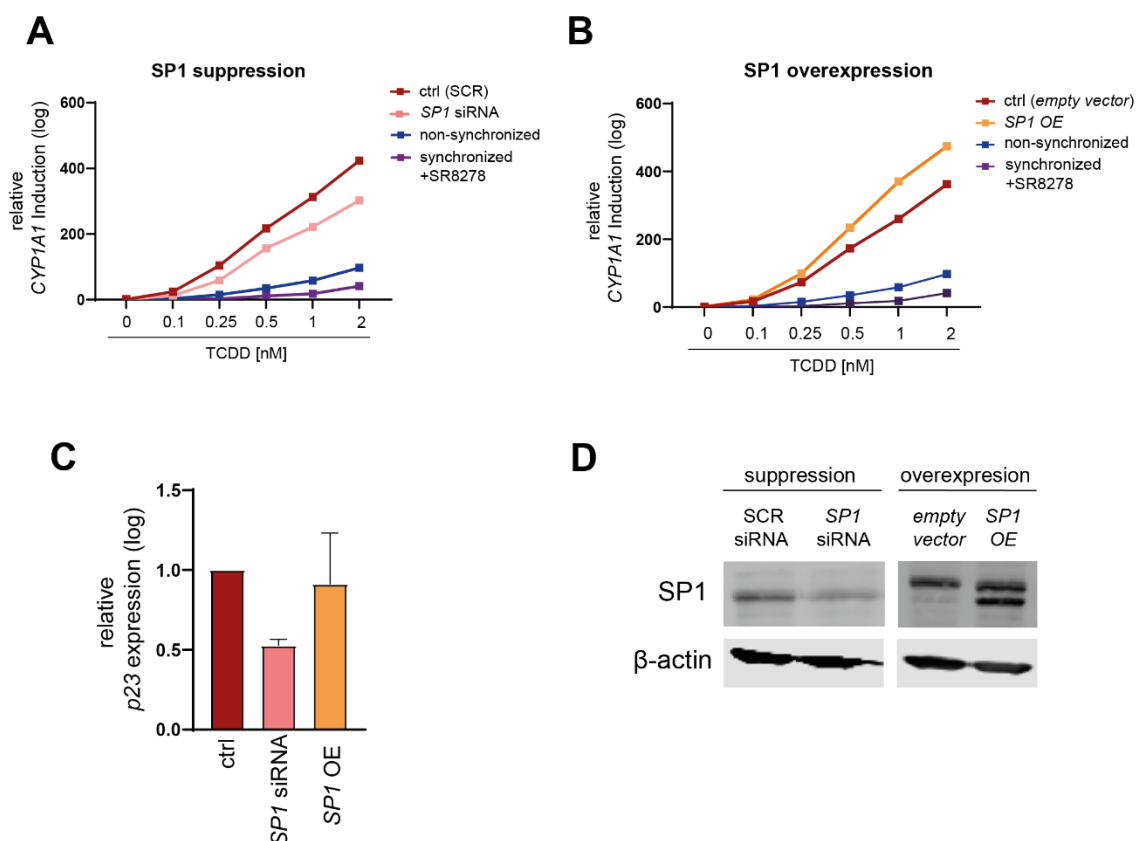 A
SP1 suppression
relative
CYP1A1 Induction (log)
600
400
200
0
0 0.1 0.25 0.5 1 2
TCDD [nM]
ctrl (SCR)
SP1 siRNA
non-synchronized
synchronized
+SR8278
B
SP1 overexpression
relative
CYP1A1 Induction (log)
600
400
200
0
0 0.1 0.25 0.5 1 2
TCDD [nM]
ctrl (empty vector)
SP1 OE
non-synchronized
synchronized
+SR8278
C
relative
p23 expression (log)
1.5
1.0
0.5
0.0
ctrl
SP1 siRNA
SP1 OE
D
suppression overexpresion
SCR SP1 empty SP1
siRNA siRNA vector OE
SP1
β-actin